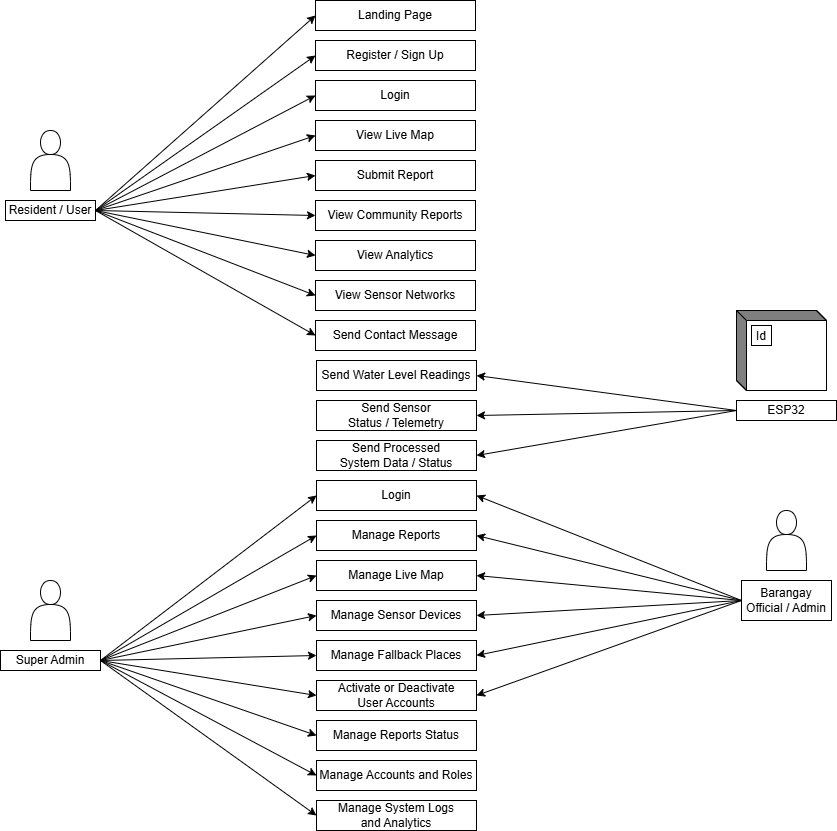 Landing Page
Register / Sign Up
Login
View Live Map
Submit Report
Resident / User
View Community Reports
View Analytics
View Sensor Networks
Send Contact Message
Id
Send Water Level Readings
ESP32
Send Sensor
Status / Telemetry
Send Processed
System Data / Status
Login
Manage Reports
Manage Live Map
Barangay
Official / Admin
Manage Sensor Devices
Manage Fallback Places
Super Admin
Activate or Deactivate
User Accounts
Manage Reports Status
Manage Accounts and Roles
Manage System Logs
and Analytics